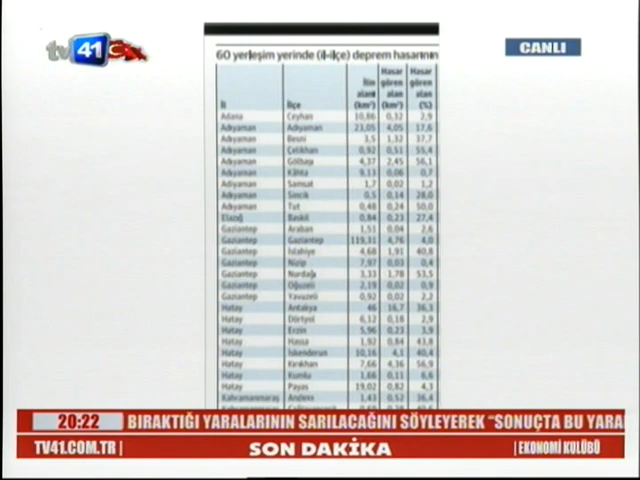 tv41
CANLI
60 yerleşim yerinde (il-ilçe) deprem hasarının
İl İlçe İlin alanı (km²) Hasar gören alan (km²) Hasar gören alan (%)
Adana Ceyhan 10,86 0,32 2,9
Adıyaman Adıyaman 23,05 4,05 17,6
Adıyaman Besni 3,5 1,32 37,7
Adıyaman Çelikhan 0,92 0,51 55,4
Adıyaman Gölbaşı 4,37 2,45 56,1
Adıyaman Kâhta 9,13 0,06 0,7
Adıyaman Samsat 1,7 0,02 1,2
Adıyaman Sincik 0,5 0,14 28,0
Adıyaman Tut 0,48 0,24 50,0
Elazığ Baskil 0,84 0,23 27,4
Gaziantep Araban 1,51 0,04 2,6
Gaziantep Gaziantep 119,31 4,76 4,0
Gaziantep İslahiye 4,68 1,91 40,8
Gaziantep Nizip 7,97 0,03 0,4
Gaziantep Nurdağı 3,33 1,78 53,5
Gaziantep Oğuzeli 2,19 0,02 0,9
Gaziantep Yavuzeli 0,92 0,02 2,2
Hatay Antakya 46 16,7 36,3
Hatay Dörtyol 6,12 0,18 2,9
Hatay Erzin 5,96 0,23 3,9
Hatay Hassa 1,92 0,84 43,8
Hatay İskenderun 10,16 4,1 40,4
Hatay Kırıkhan 7,66 4,36 56,9
Hatay Kumlu 1,66 0,11 6,6
Hatay Payas 19,02 0,82 4,3
Kahramanmaraş Andırın 1,43 0,52 36,4
20:22 BIRAKTIĞI YARALARININ SARILACAĞINI SÖYLEYEREK "SONUÇTA BU YARA
TV41.COM.TR | SON DAKİKA | EKONOMİ KULÜBÜ